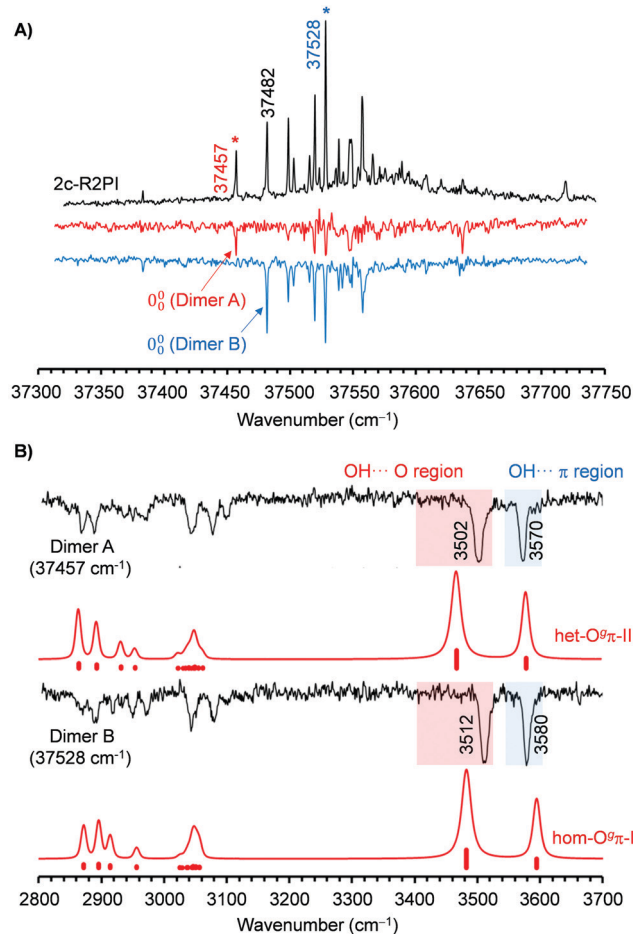 A)
*
37528
37482
*
37457
2c-R2PI
0⁰₀ (Dimer A)
0⁰₀ (Dimer B)
37300 37350 37400 37450 37500 37550 37600 37650 37700 37750
Wavenumber (cm⁻¹)
B)
OH··· O region
OH··· π region
3502
3570
Dimer A
(37457 cm⁻¹)
het-Oᵍπ-II
Dimer B
(37528 cm⁻¹)
3512
3580
hom-Oᵍπ-I
2800 2900 3000 3100 3200 3300 3400 3500 3600 3700
Wavenumber (cm⁻¹)